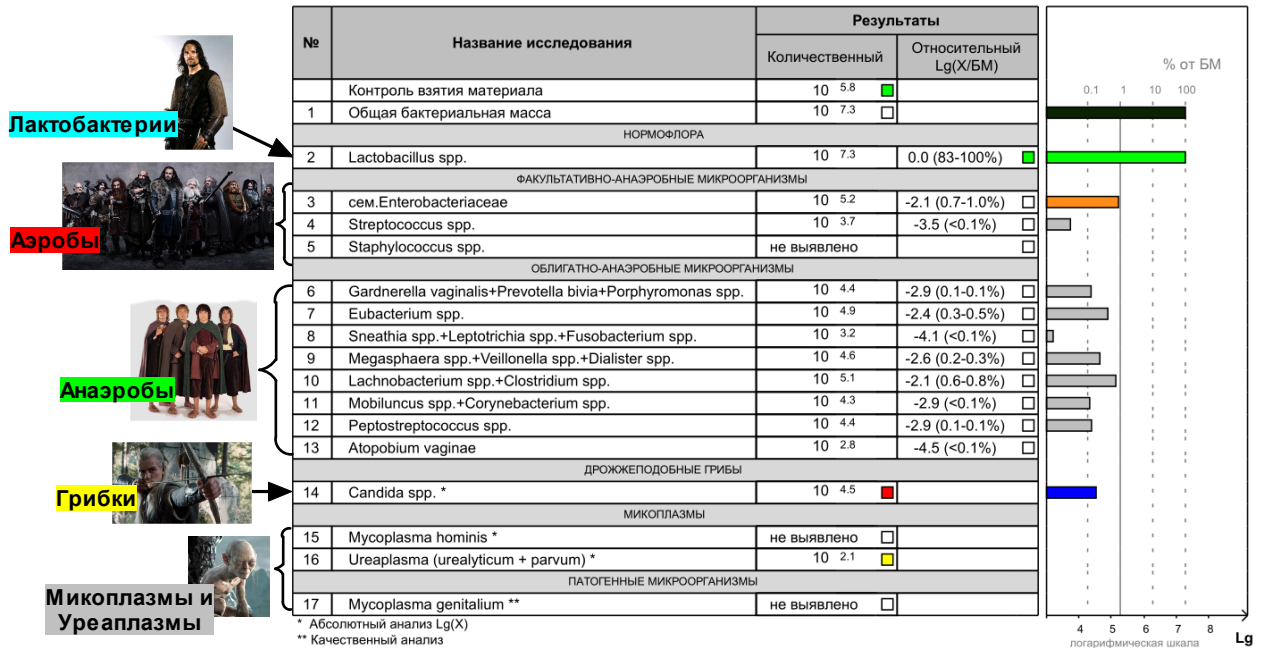 Лактобактерии
Аэробы
Анаэробы
Грибки
Микоплазмы и
Уреаплазмы
№ Название исследования Результаты
Количественный Относительный
Lg(X/БМ)
Контроль взятия материала 10 5.8
1 Общая бактериальная масса 10 7.3
НОРМОФЛОРА
2 Lactobacillus spp. 10 7.3 0.0 (83-100%)
ФАКУЛЬТАТИВНО-АНАЭРОБНЫЕ МИКРООРГАНИЗМЫ
3 сем.Enterobacteriaceae 10 5.2 -2.1 (0.7-1.0%)
4 Streptococcus spp. 10 3.7 -3.5 (<0.1%)
5 Staphylococcus spp. не выявлено
ОБЛИГАТНО-АНАЭРОБНЫЕ МИКРООРГАНИЗМЫ
6 Gardnerella vaginalis+Prevotella bivia+Porphyromonas spp. 10 4.4 -2.9 (0.1-0.1%)
7 Eubacterium spp. 10 4.9 -2.4 (0.3-0.5%)
8 Sneathia spp.+Leptotrichia spp.+Fusobacterium spp. 10 3.2 -4.1 (<0.1%)
9 Megasphaera spp.+Veillonella spp.+Dialister spp. 10 4.6 -2.6 (0.2-0.3%)
10 Lachnobacterium spp.+Clostridium spp. 10 5.1 -2.1 (0.6-0.8%)
11 Mobiluncus spp.+Corynebacterium spp. 10 4.3 -2.9 (<0.1%)
12 Peptostreptococcus spp. 10 4.4 -2.9 (0.1-0.1%)
13 Atopobium vaginae 10 2.8 -4.5 (<0.1%)
ДРОЖЖЕПОДОБНЫЕ ГРИБЫ
14 Candida spp. * 10 4.5
МИКОПЛАЗМЫ
15 Mycoplasma hominis * не выявлено
16 Ureaplasma (urealyticum + parvum) * 10 2.1
ПАТОГЕННЫЕ МИКРООРГАНИЗМЫ
17 Mycoplasma genitalium ** не выявлено
* Абсолютный анализ Lg(X)
** Качественный анализ
% от БМ
0.1 1 10 100
4 5 6 7 8 Lg
логарифмическая шкала